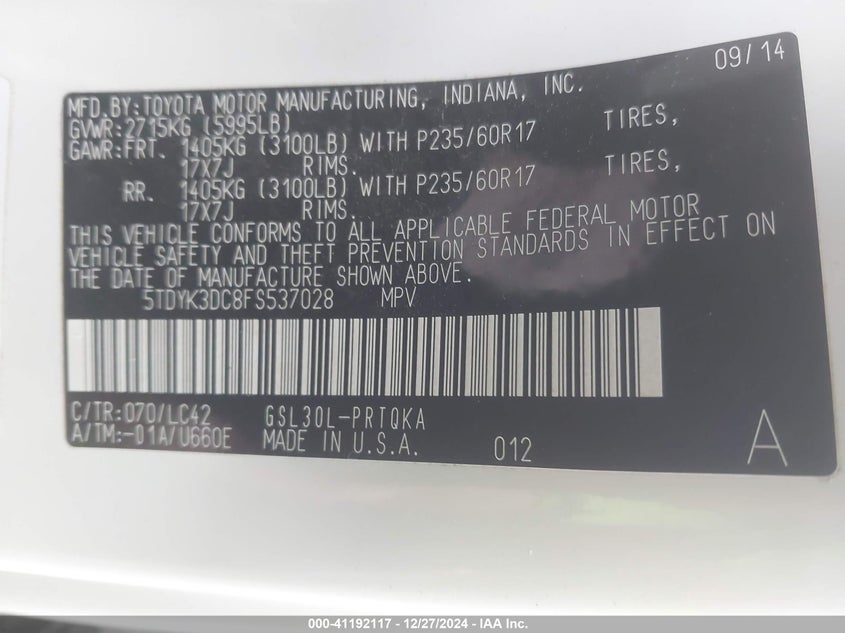 09/14
MFD. BY: TOYOTA MOTOR MANUFACTURING, INDIANA, INC.
GVWR: 2715KG (5995LB)
GAWR: FRT. 1405KG (3100LB) WITH P235/60R17 TIRES,
17X7J RIMS.
RR. 1405KG (3100LB) WITH P235/60R17 TIRES,
17X7J RIMS.
THIS VEHICLE CONFORMS TO ALL APPLICABLE FEDERAL MOTOR
VEHICLE SAFETY AND THEFT PREVENTION STANDARDS IN EFFECT ON
THE DATE OF MANUFACTURE SHOWN ABOVE.
5TDYK3DC8FS537028 MPV
C/TR: 070/LC42 GSL30L-PRTQKA
A/TM: -01A/U660E MADE IN U.S.A. 012 A
000-41192117 - 12/27/2024 - IAA Inc.